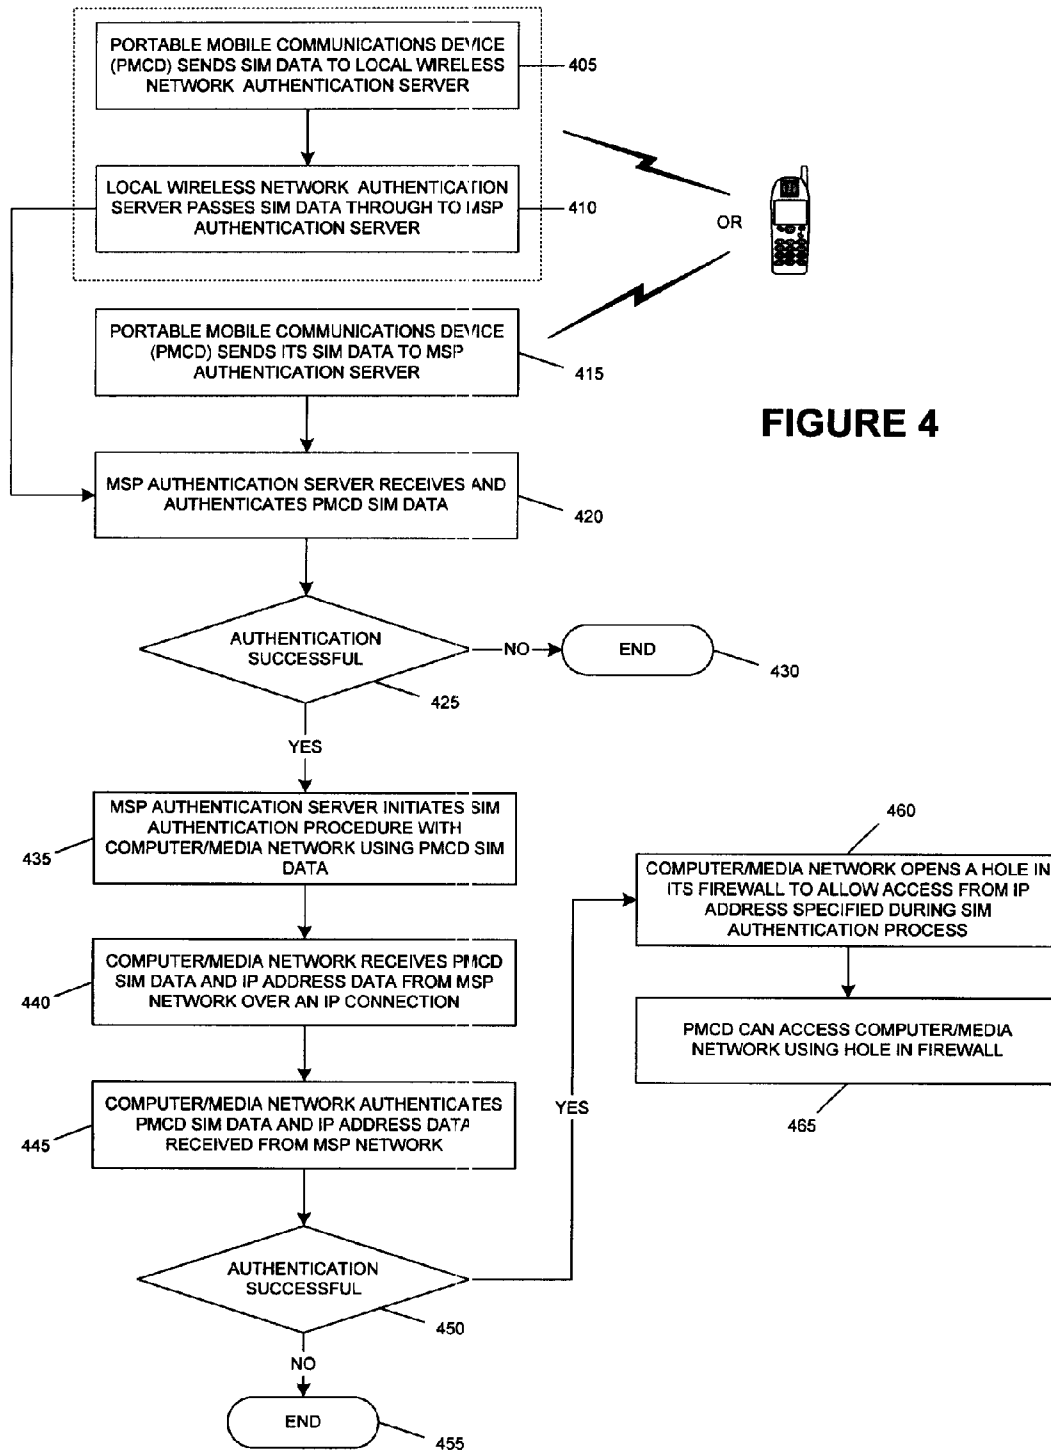 PORTABLE MOBILE COMMUNICATIONS DEVICE
(PMCD) SENDS SIM DATA TO LOCAL WIRELESS
NETWORK AUTHENTICATION SERVER
405
LOCAL WIRELESS NETWORK AUTHENTICATION
SERVER PASSES SIM DATA THROUGH TO MSP
AUTHENTICATION SERVER
410
OR
PORTABLE MOBILE COMMUNICATIONS DEVICE
(PMCD) SENDS ITS SIM DATA TO MSP
AUTHENTICATION SERVER
415
FIGURE 4
MSP AUTHENTICATION SERVER RECEIVES AND
AUTHENTICATES PMCD SIM DATA
420
AUTHENTICATION
SUCCESSFUL
425
NO
END
430
YES
MSP AUTHENTICATION SERVER INITIATES SIM
AUTHENTICATION PROCEDURE WITH
COMPUTER/MEDIA NETWORK USING PMCD SIM
DATA
435
COMPUTER/MEDIA NETWORK RECEIVES PMCD
SIM DATA AND IP ADDRESS DATA FROM MSP
NETWORK OVER AN IP CONNECTION
440
COMPUTER/MEDIA NETWORK AUTHENTICATES
PMCD SIM DATA AND IP ADDRESS DATA
RECEIVED FROM MSP NETWORK
445
AUTHENTICATION
SUCCESSFUL
450
NO
END
455
YES
460
COMPUTER/MEDIA NETWORK OPENS A HOLE IN
ITS FIREWALL TO ALLOW ACCESS FROM IP
ADDRESS SPECIFIED DURING SIM
AUTHENTICATION PROCESS
PMCD CAN ACCESS COMPUTER/MEDIA
NETWORK USING HOLE IN FIREWALL
465